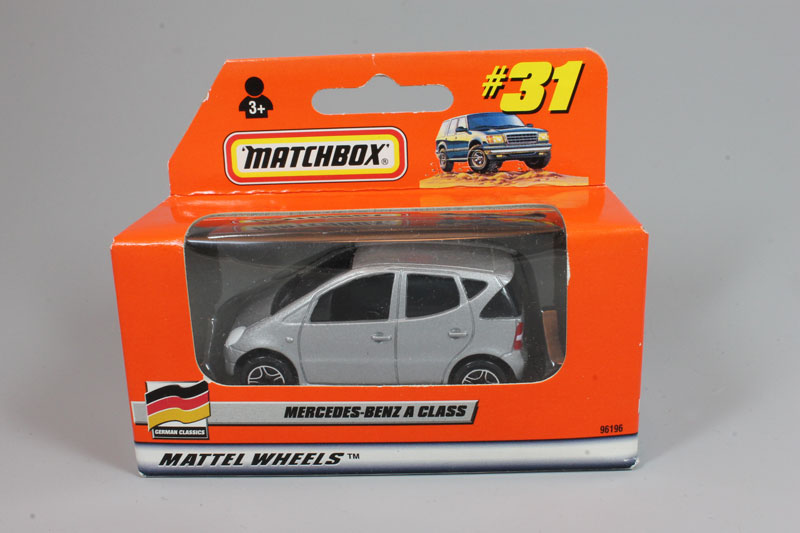 #31
3+
MATCHBOX®
MERCEDES-BENZ A CLASS
GERMAN CLASSICS
96196
MATTEL WHEELS™